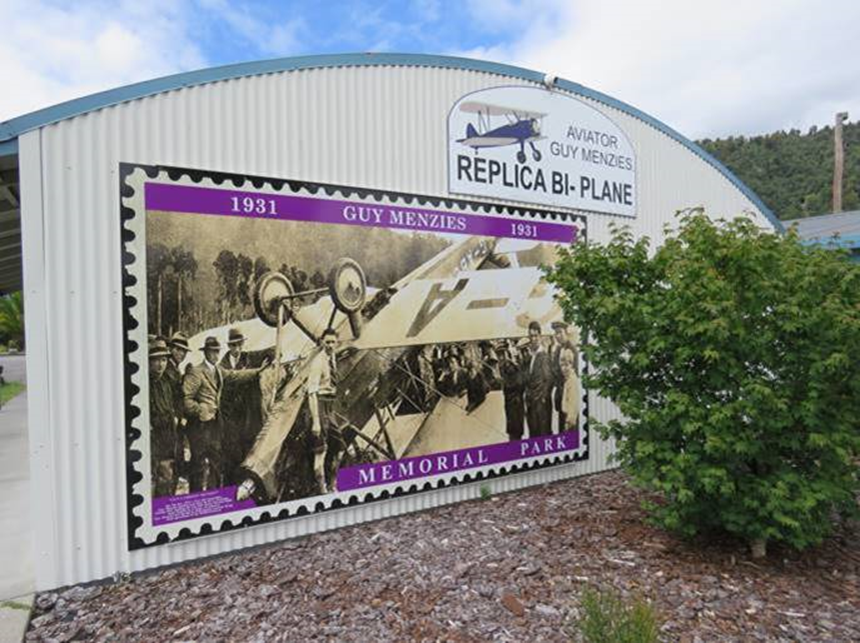 AVIATOR
GUY MENZIES
REPLICA BI- PLANE
1931 GUY MENZIES 1931
MEMORIAL PARK